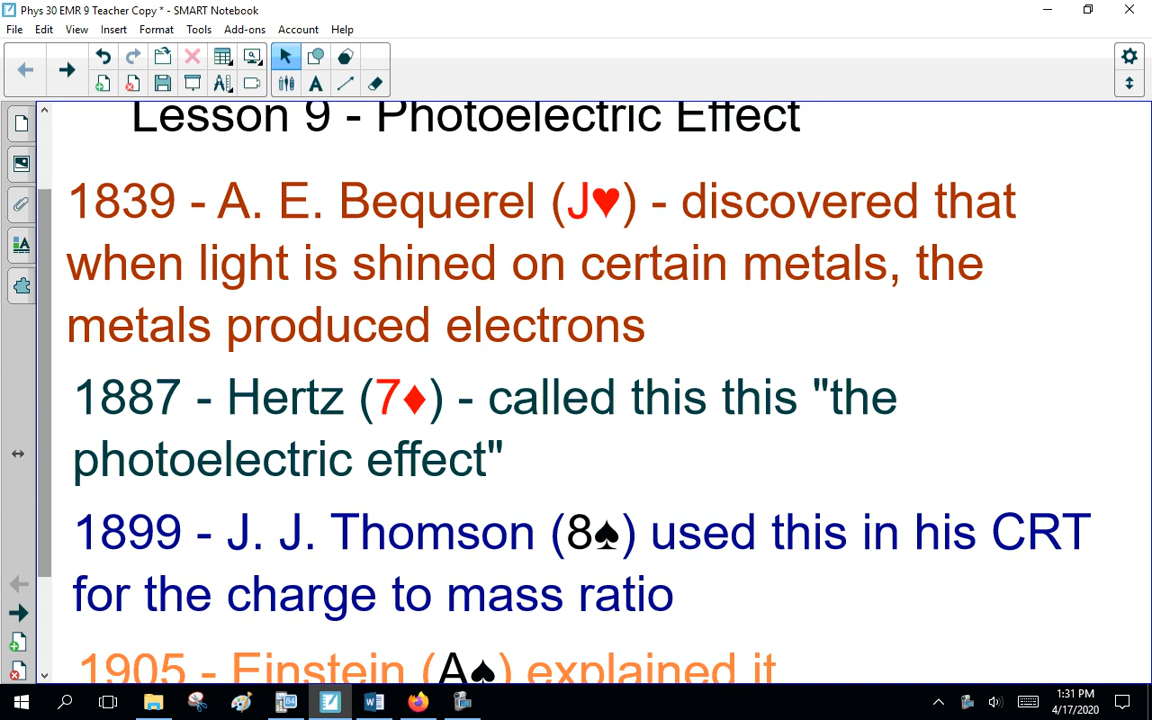 Phys 30 EMR 9 Teacher Copy * - SMART Notebook
File Edit View Insert Format Tools Add-ons Account Help
Lesson 9 - Photoelectric Effect
1839 - A. E. Bequerel (J♥) - discovered that
when light is shined on certain metals, the
metals produced electrons
1887 - Hertz (7♦) - called this this "the
photoelectric effect"
1899 - J. J. Thomson (8♠) used this in his CRT
for the charge to mass ratio
1905 - Einstein (A♠) explained it
1:31 PM
4/17/2020